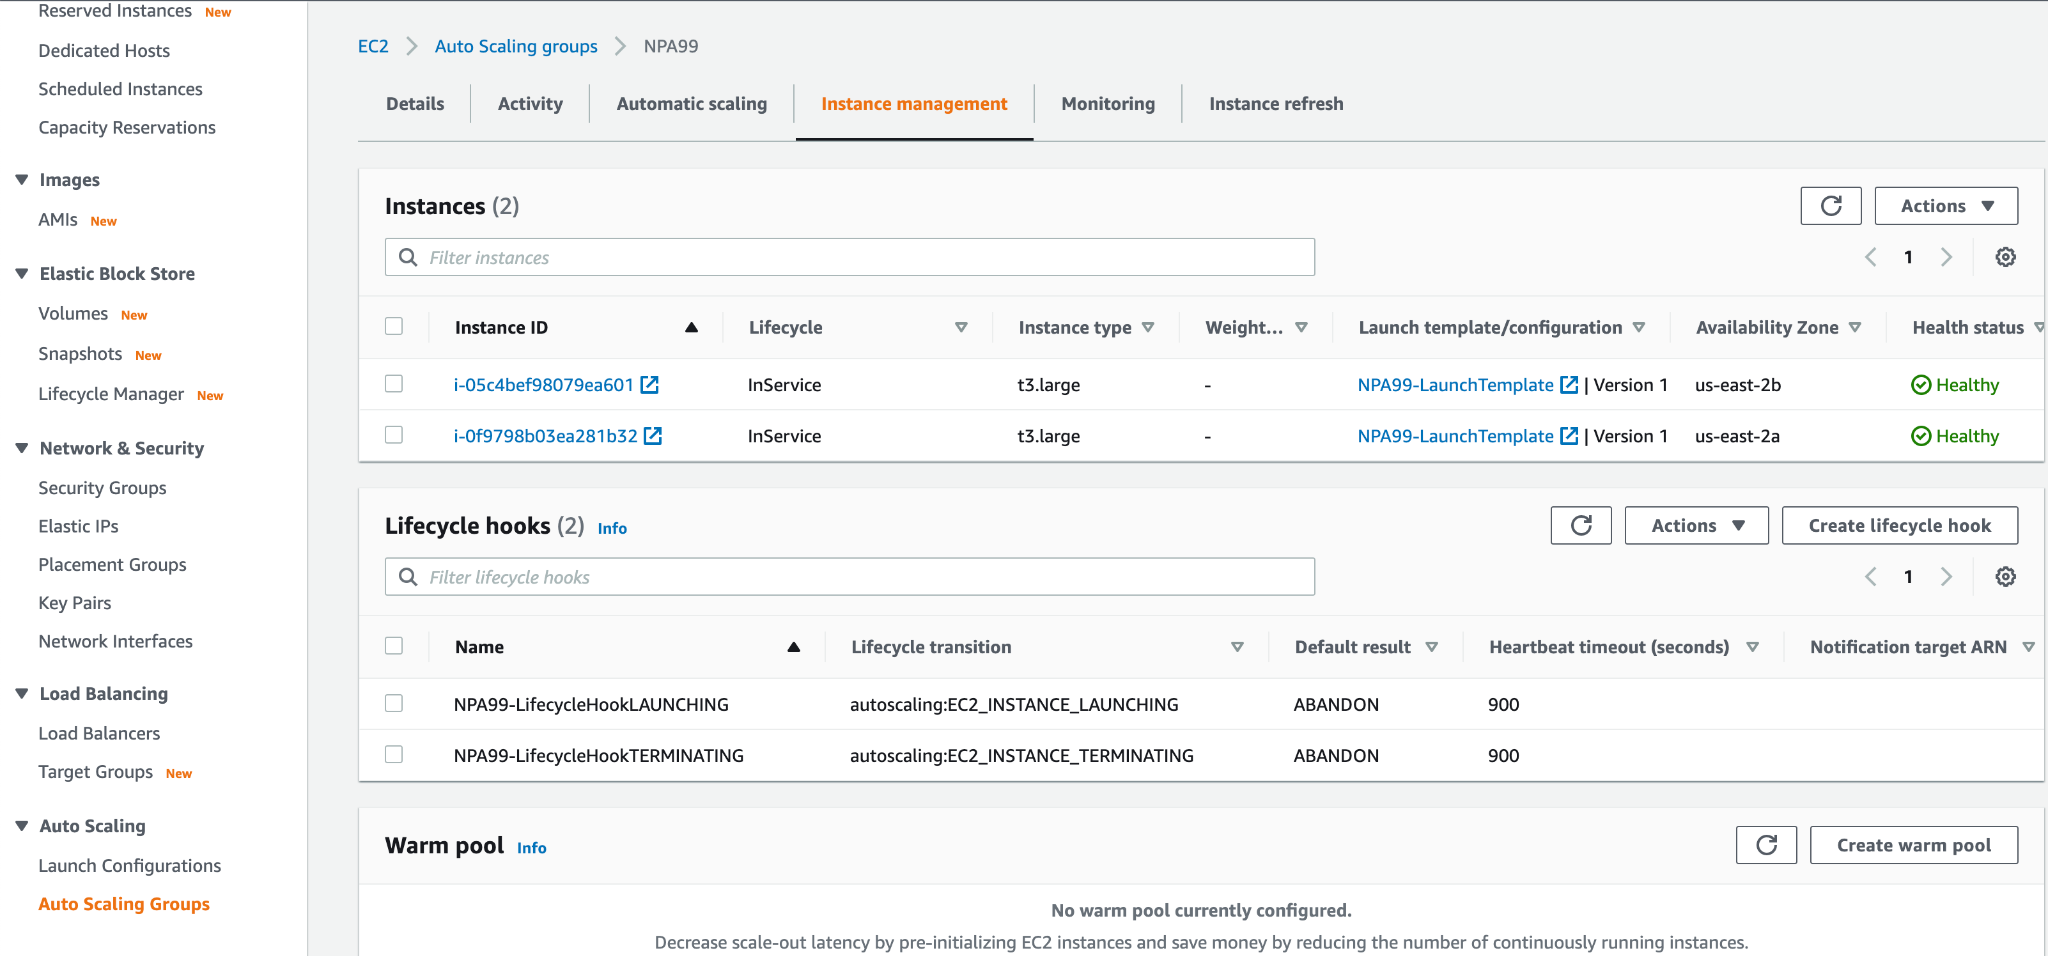 Reserved Instances New
Dedicated Hosts
Scheduled Instances
Capacity Reservations
Images
AMIs New
Elastic Block Store
Volumes New
Snapshots New
Lifecycle Manager New
Network & Security
Security Groups
Elastic IPs
Placement Groups
Key Pairs
Network Interfaces
Load Balancing
Load Balancers
Target Groups New
Auto Scaling
Launch Configurations
Auto Scaling Groups
EC2 Auto Scaling groups NPA99
Details Activity Automatic scaling Instance management Monitoring Instance refresh
Instances (2) Actions
Filter instances 1
Instance ID Lifecycle Instance type Weight... Launch template/configuration Availability Zone Health status
i-05c4bef98079ea601 InService t3.large - NPA99-LaunchTemplate | Version 1 us-east-2b Healthy
i-0f9798b03ea281b32 InService t3.large - NPA99-LaunchTemplate | Version 1 us-east-2a Healthy
Lifecycle hooks (2) Info Actions Create lifecycle hook
Filter lifecycle hooks 1
Name Lifecycle transition Default result Heartbeat timeout (seconds) Notification target ARN
NPA99-LifecycleHookLAUNCHING autoscaling:EC2_INSTANCE_LAUNCHING ABANDON 900
NPA99-LifecycleHookTERMINATING autoscaling:EC2_INSTANCE_TERMINATING ABANDON 900
Warm pool Info Create warm pool
No warm pool currently configured.
Decrease scale-out latency by pre-initializing EC2 instances and save money by reducing the number of continuously running instances.